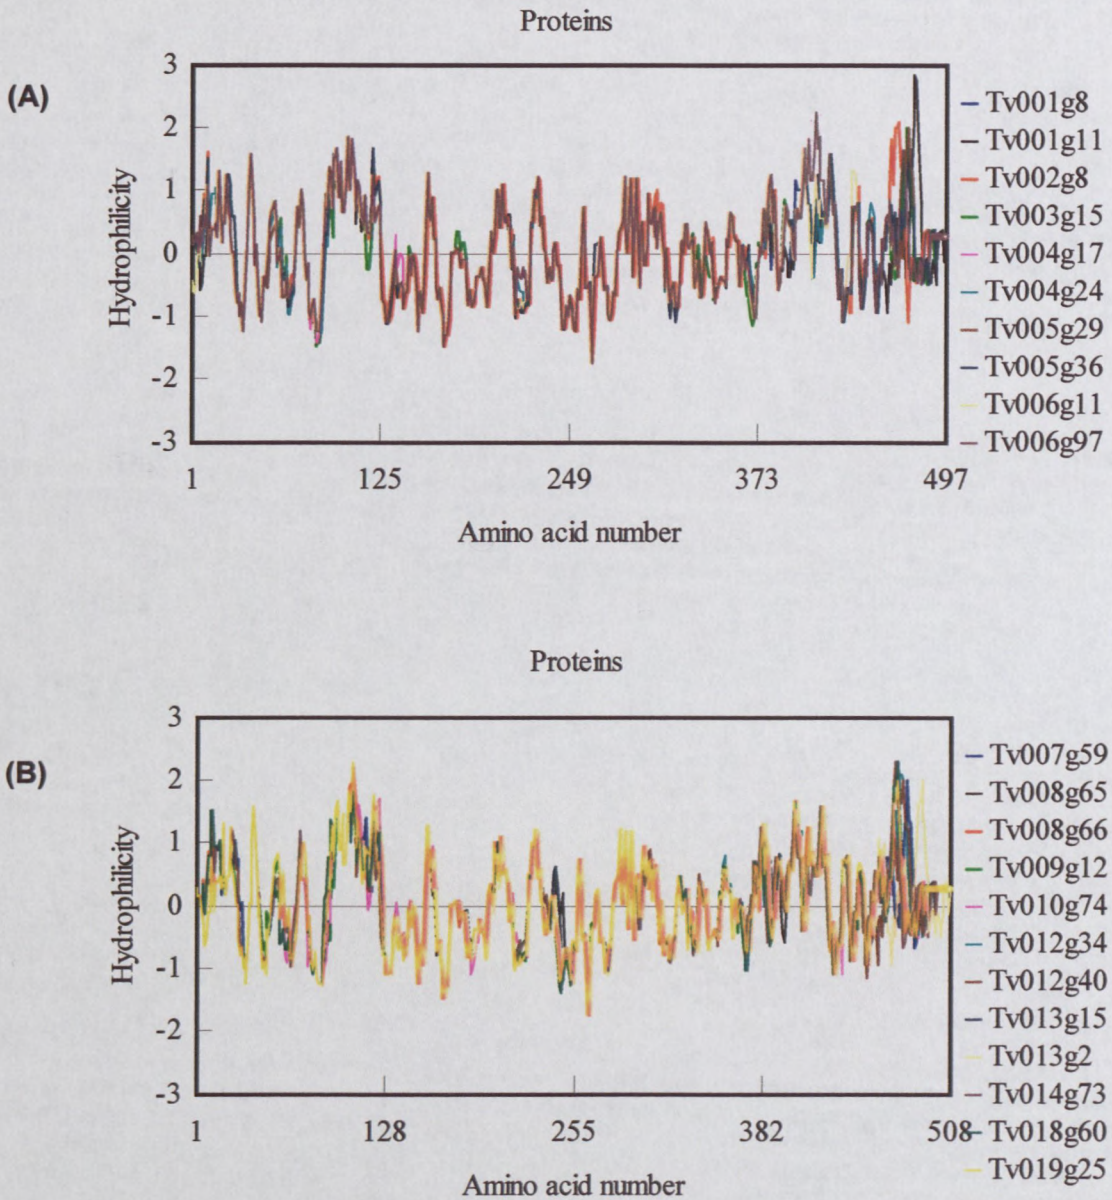 Proteins
(A)
3
2
1
0
-1
-2
-3
Hydrophilicity
1 125 249 373 497
Amino acid number
Tv001g8
Tv001g11
Tv002g8
Tv003g15
Tv004g17
Tv004g24
Tv005g29
Tv005g36
Tv006g11
Tv006g97
Proteins
(B)
3
2
1
0
-1
-2
-3
Hydrophilicity
1 128 255 382 508
Amino acid number
Tv007g59
Tv008g65
Tv008g66
Tv009g12
Tv010g74
Tv012g34
Tv012g40
Tv013g15
Tv013g2
Tv014g73
Tv018g60
Tv019g25